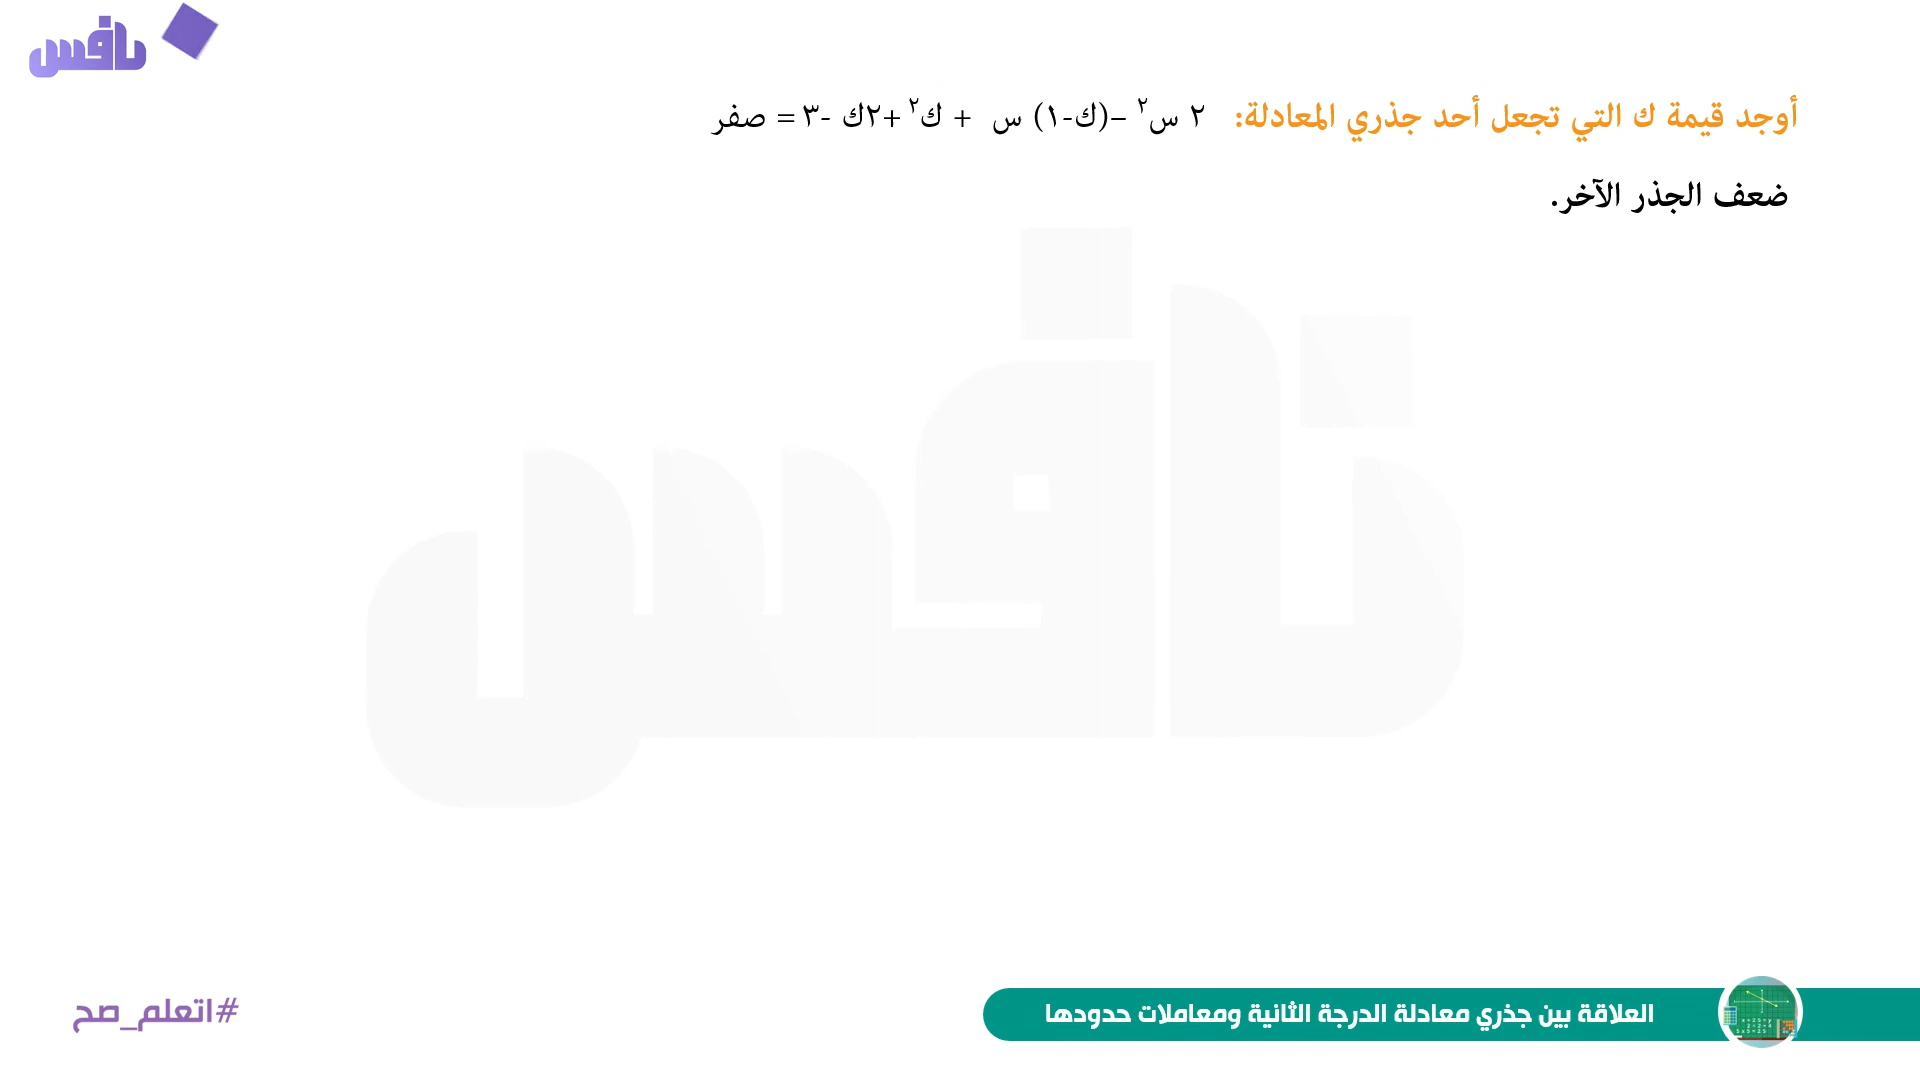 نافس
أوجد قيمة ك التي تجعل أحد جذري المعادلة: ٢ س٢ –(ك-١) س + ك٢ +٢ك -٣ = صفر
ضعف الجذر الآخر.
نافس
العلاقة بين جذري معادلة الدرجة الثانية ومعاملات حدودها
#اتعلم_صح